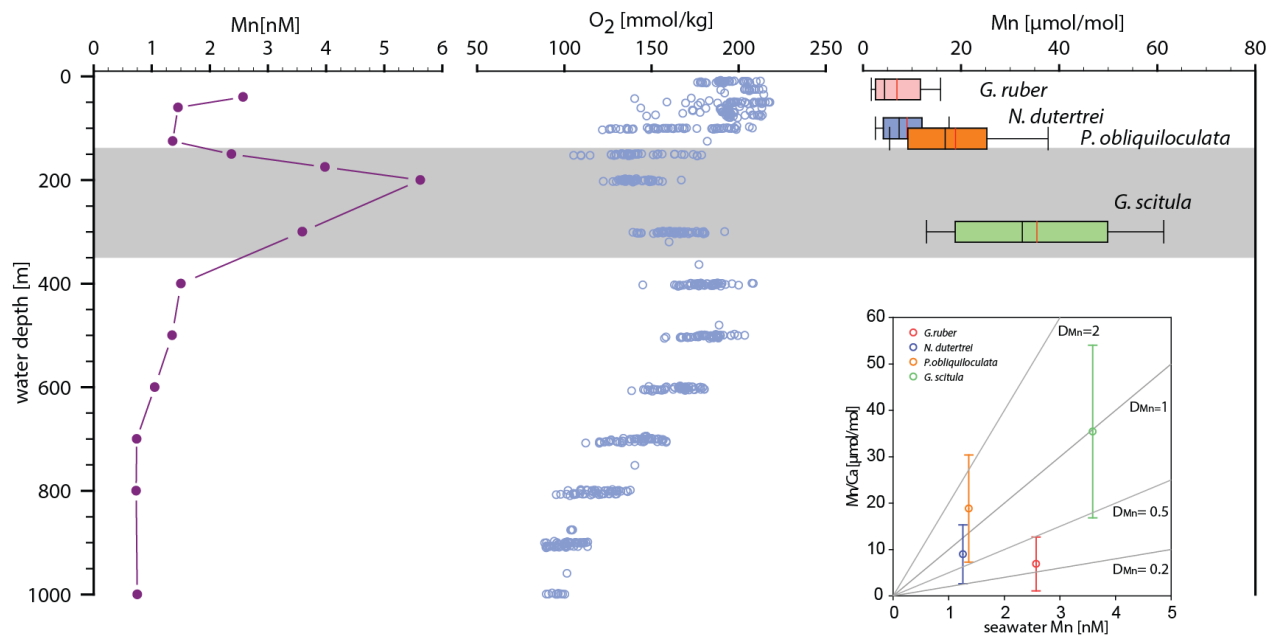 Mn[nM]
O2 [mmol/kg]
Mn [µmol/mol]
0 1 2 3 4 5 6
50 100 150 200 250
0 20 40 60 80
0
200
400
600
800
1000
water depth [m]
G. ruber
N. dutertrei
P. obliquiloculata
G. scitula
60
50
40
30
20
10
0
Mn/Ca [µmol/mol]
G.ruber
N. dutertrei
P.obliquiloculata
G. scitula
DMn=2
DMn=1
DMn= 0.5
DMn= 0.2
0 1 2 3 4 5
seawater Mn [nM]